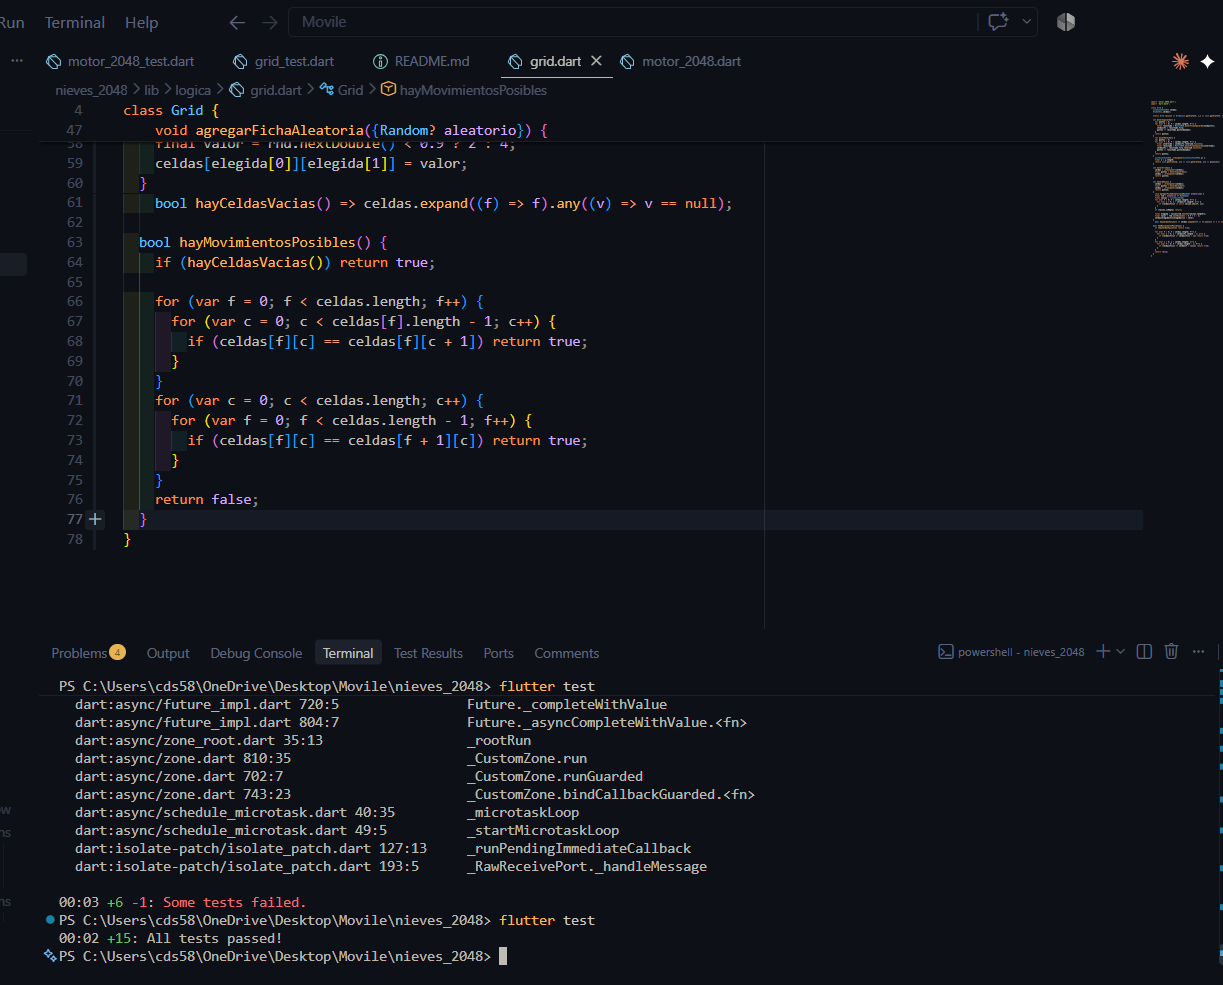 Run Terminal Help Movile
motor_2048_test.dart grid_test.dart README.md grid.dart motor_2048.dart
nieves_2048 > lib > logica > grid.dart > Grid > hayMovimientosPosibles
4 class Grid {
47 void agregarFichaAleatoria({Random? aleatorio}) {
58 final valor = rnd.nextDouble() < 0.9 ? 2 : 4;
59 celdas[elegida[0]][elegida[1]] = valor;
60 }
61 bool hayCeldasVacias() => celdas.expand((f) => f).any((v) => v == null);
62
63 bool hayMovimientosPosibles() {
64 if (hayCeldasVacias()) return true;
65
66 for (var f = 0; f < celdas.length; f++) {
67 for (var c = 0; c < celdas[f].length - 1; c++) {
68 if (celdas[f][c] == celdas[f][c + 1]) return true;
69 }
70 }
71 for (var c = 0; c < celdas.length; c++) {
72 for (var f = 0; f < celdas.length - 1; f++) {
73 if (celdas[f][c] == celdas[f + 1][c]) return true;
74 }
75 }
76 return false;
77 }
78 }
Problems 4 Output Debug Console Terminal Test Results Ports Comments powershell - nieves_2048
PS C:\Users\cds58\OneDrive\Desktop\Movile\nieves_2048> flutter test
dart:async/future_impl.dart 720:5 Future._completeWithValue
dart:async/future_impl.dart 804:7 Future._asyncCompleteWithValue.<fn>
dart:async/zone_root.dart 35:13 _rootRun
dart:async/zone.dart 810:35 _CustomZone.run
dart:async/zone.dart 702:7 _CustomZone.runGuarded
dart:async/zone.dart 743:23 _CustomZone.bindCallbackGuarded.<fn>
dart:async/schedule_microtask.dart 40:35 _microtaskLoop
dart:async/schedule_microtask.dart 49:5 _startMicrotaskLoop
dart:isolate-patch/isolate_patch.dart 127:13 _runPendingImmediateCallback
dart:isolate-patch/isolate_patch.dart 193:5 _RawReceivePort._handleMessage
00:03 +6 -1: Some tests failed.
PS C:\Users\cds58\OneDrive\Desktop\Movile\nieves_2048> flutter test
00:02 +15: All tests passed!
PS C:\Users\cds58\OneDrive\Desktop\Movile\nieves_2048>